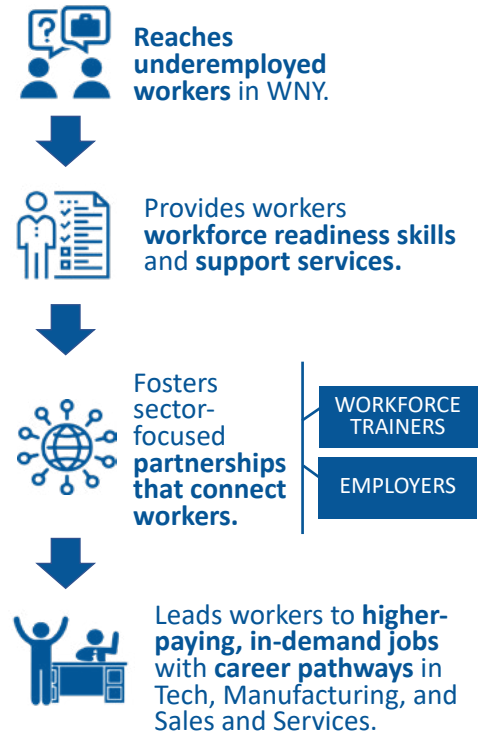 Reaches
underemployed
workers in WNY.
Provides workers
workforce readiness skills
and support services.
Fosters
sector-
focused
partnerships
that connect
workers.
WORKFORCE
TRAINERS
EMPLOYERS
Leads workers to higher-
paying, in-demand jobs
with career pathways in
Tech, Manufacturing, and
Sales and Services.